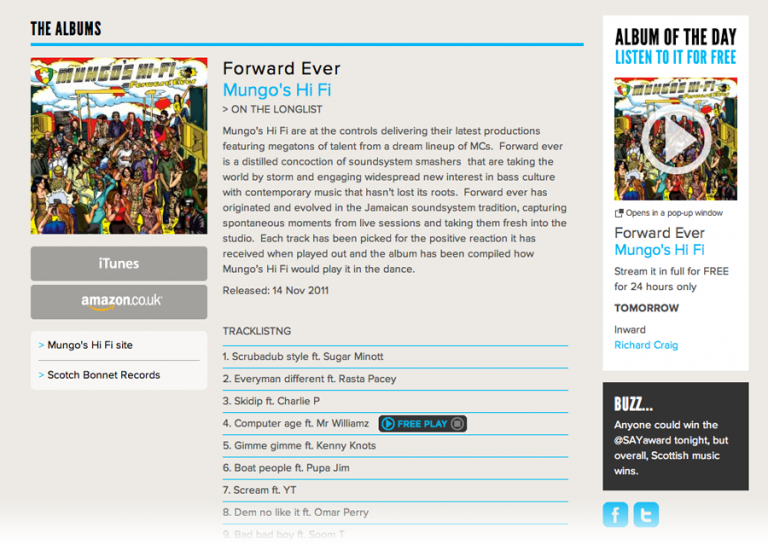 THE ALBUMS
MUNGO'S HI-FI
Forward Ever
iTunes
amazon.co.uk
> Mungo's Hi Fi site
> Scotch Bonnet Records
Forward Ever
Mungo's Hi Fi
> ON THE LONGLIST
Mungo's Hi Fi are at the controls delivering their latest productions
featuring megatons of talent from a dream lineup of MCs. Forward ever
is a distilled concoction of soundsystem smashers that are taking the
world by storm and engaging widespread new interest in bass culture
with contemporary music that hasn't lost its roots. Forward ever has
originated and evolved in the Jamaican soundsystem tradition, capturing
spontaneous moments from live sessions and taking them fresh into the
studio. Each track has been picked for the positive reaction it has
received when played out and the album has been compiled how
Mungo's Hi Fi would play it in the dance.
Released: 14 Nov 2011
TRACKLISTNG
1. Scrubadub style ft. Sugar Minott
2. Everyman different ft. Rasta Pacey
3. Skidip ft. Charlie P
4. Computer age ft. Mr Williamz FREE PLAY
5. Gimme gimme ft. Kenny Knots
6. Boat people ft. Pupa Jim
7. Scream ft. YT
8. Dem no like it ft. Omar Perry
9. Bad bad boy ft. Soom T
ALBUM OF THE DAY
LISTEN TO IT FOR FREE
MUNGO'S HI-FI
Forward Ever
Opens in a pop-up window
Forward Ever
Mungo's Hi Fi
Stream it in full for FREE
for 24 hours only
TOMORROW
Inward
Richard Craig
BUZZ...
Anyone could win the
@SAYaward tonight, but
overall, Scottish music
wins.